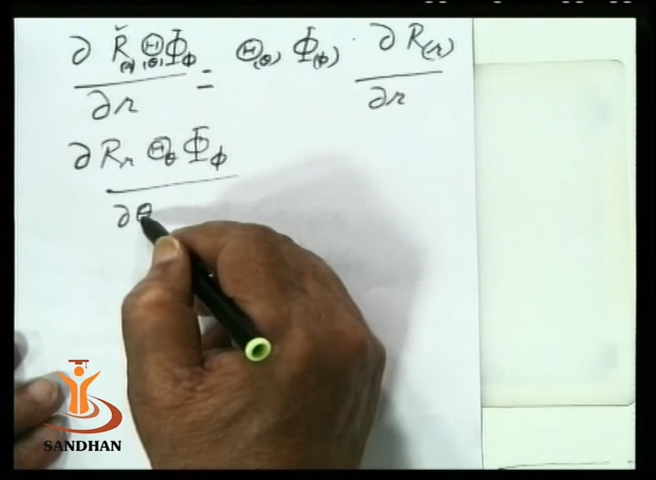 ∂ R(r) Θ(θ) Φφ / ∂r = Θ(θ) Φ(φ) · ∂ R(r) / ∂r
∂ Rr Θθ Φφ / ∂θ
SANDHAN